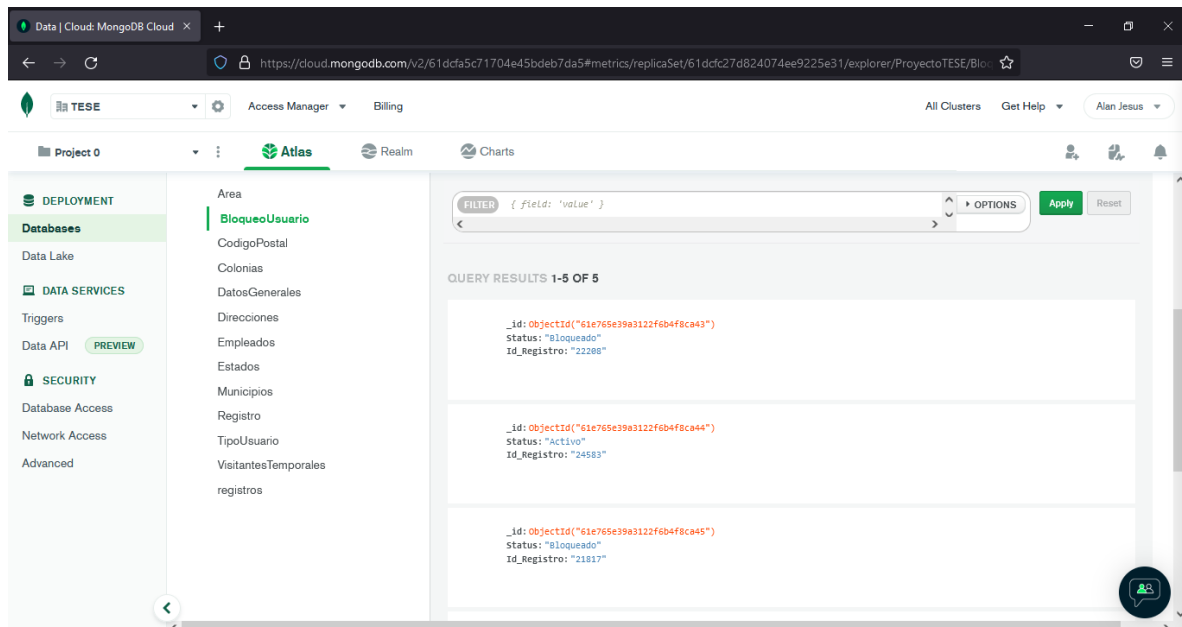 Data | Cloud: MongoDB Cloud
https://cloud.mongodb.com/v2/61dcfa5c71704e45bdeb7da5#metrics/replicaSet/61dcfc27d824074ee9225e31/explorer/ProyectoTESE/Bloq
TESE Access Manager Billing All Clusters Get Help Alan Jesus
Project 0 Atlas Realm Charts
DEPLOYMENT
Databases
Data Lake
DATA SERVICES
Triggers
Data API PREVIEW
SECURITY
Database Access
Network Access
Advanced
Area
BloqueoUsuario
CodigoPostal
Colonias
DatosGenerales
Direcciones
Empleados
Estados
Municipios
Registro
TipoUsuario
VisitantesTemporales
registros
FILTER { field: 'value' } OPTIONS Apply Reset
QUERY RESULTS 1-5 OF 5
_id: ObjectId("61e765e39a3122f6b4f8ca43")
Status: "Bloqueado"
Id_Registro: "22208"
_id: ObjectId("61e765e39a3122f6b4f8ca44")
Status: "Activo"
Id_Registro: "24583"
_id: ObjectId("61e765e39a3122f6b4f8ca45")
Status: "Bloqueado"
Id_Registro: "21817"